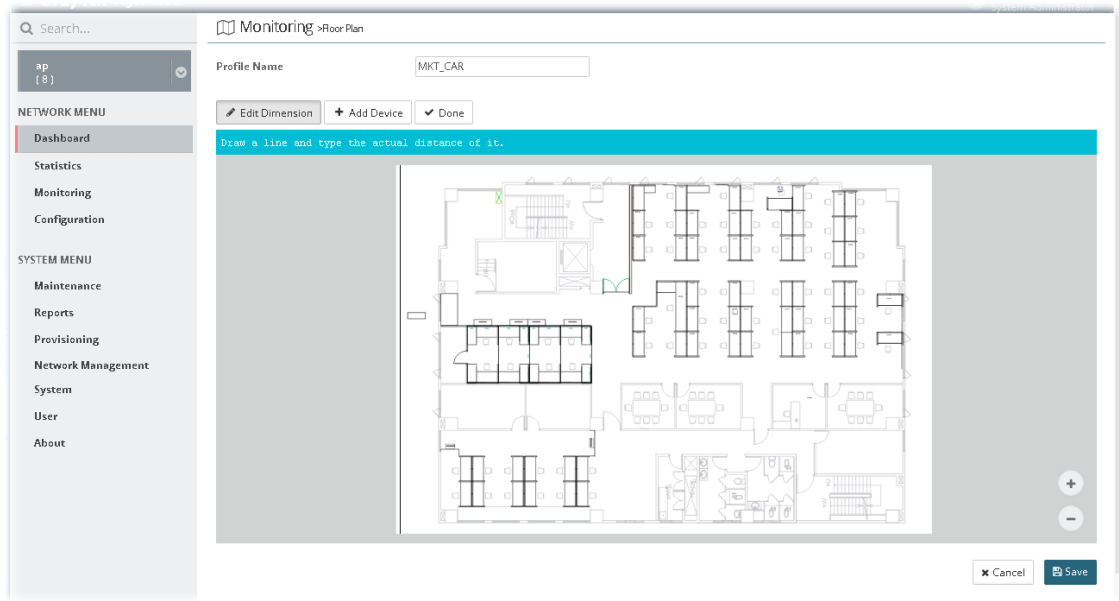 System Administrator
Search...
Monitoring >Floor Plan
ap
[ 8 ]
Profile Name
MKT_CAR
NETWORK MENU
Edit Dimension
Add Device
Done
Dashboard
Draw a line and type the actual distance of it.
Statistics
Monitoring
Configuration
SYSTEM MENU
Maintenance
Reports
Provisioning
Network Management
System
User
About
Cancel
Save